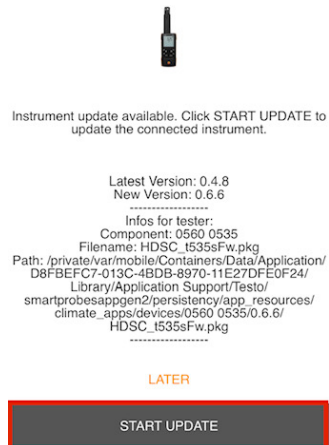 Instrument update available. Click START UPDATE to
update the connected instrument.
Latest Version: 0.4.8
New Version: 0.6.6
------------------
Infos for tester:
Component: 0560 0535
Filename: HDSC_t535sFw.pkg
Path: /private/var/mobile/Containers/Data/Application/
D8FBEFC7-013C-4BDB-8970-11E27DFE0F24/
Library/Application Support/Testo/
smartprobesappgen2/persistency/app_resources/
climate_apps/devices/0560 0535/0.6.6/
HDSC_t535sFw.pkg
------------------
LATER
START UPDATE